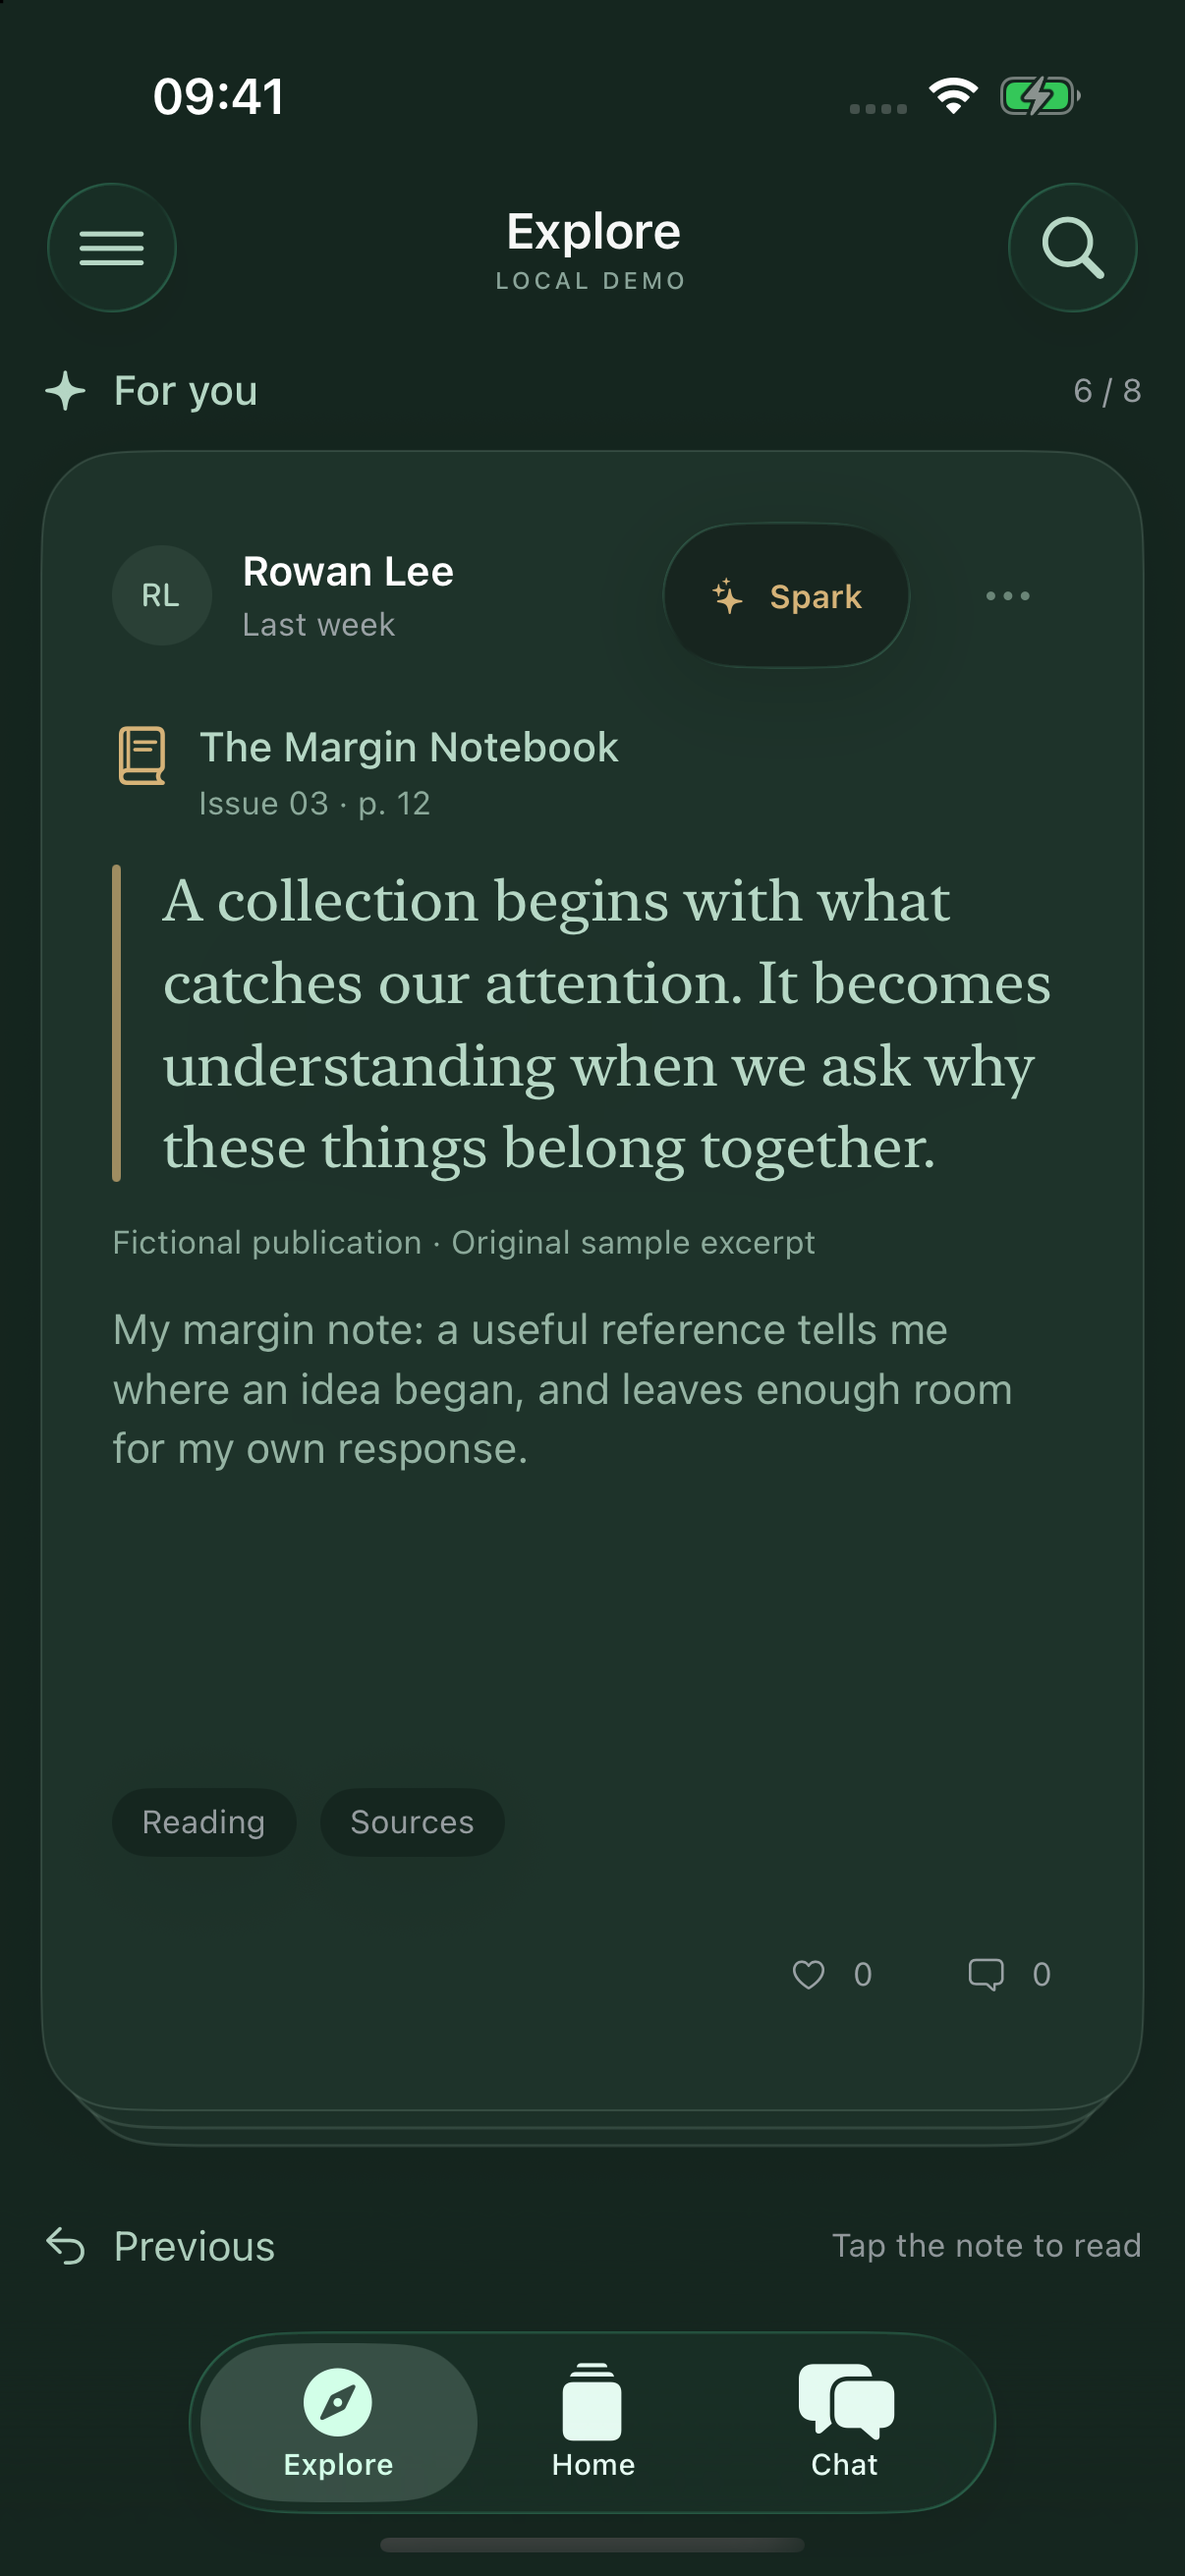 09:41
Explore
LOCAL DEMO
For you
6 / 8
RL
Rowan Lee
Last week
Spark
The Margin Notebook
Issue 03 · p. 12
A collection begins with what
catches our attention. It becomes
understanding when we ask why
these things belong together.
Fictional publication · Original sample excerpt
My margin note: a useful reference tells me
where an idea began, and leaves enough room
for my own response.
Reading
Sources
0
0
Previous
Tap the note to read
Explore
Home
Chat